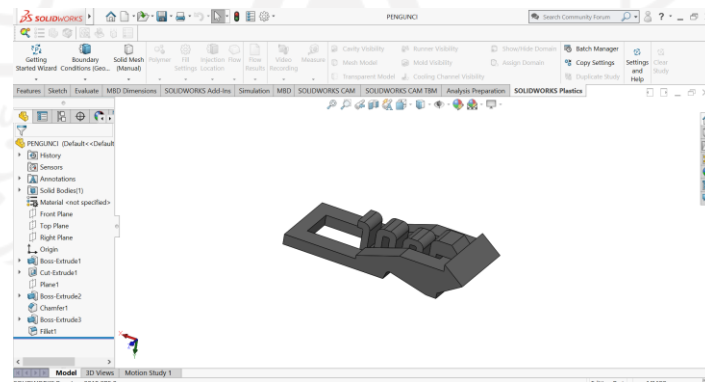 SOLIDWORKS
PENGUNCI
Search Community Forum
Getting Started Wizard
Boundary Conditions (Geo...
Solid Mesh (Manual)
Polymer
Fill Settings
Injection Location
Flow
Flow Results
Video Recording
Measure
Cavity Visibility
Runner Visibility
Show/Hide Domain
Mesh Model
Mold Visibility
Assign Domain
Transparent Model
Cooling Channel Visibility
Batch Manager
Copy Settings
Duplicate Study
Settings and Help
Clear Study
Features Sketch Evaluate MBD Dimensions SOLIDWORKS Add-Ins Simulation MBD SOLIDWORKS CAM SOLIDWORKS CAM TBM Analysis Preparation SOLIDWORKS Plastics
PENGUNCI (Default<<Default
History
Sensors
Annotations
Solid Bodies(1)
Material <not specified>
Front Plane
Top Plane
Right Plane
Origin
Boss-Extrude1
Cut-Extrude1
Plane1
Boss-Extrude2
Chamfer1
Boss-Extrude3
Fillet1
Model 3D Views Motion Study 1